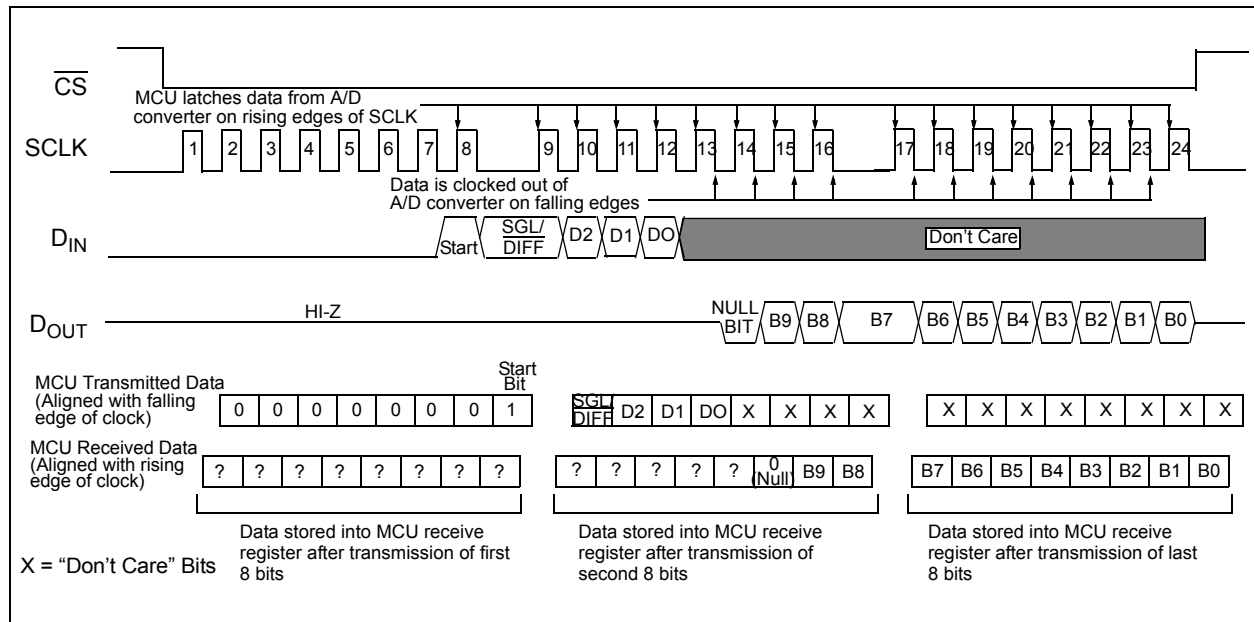 CS
MCU latches data from A/D
converter on rising edges of SCLK
SCLK
1 2 3 4 5 6 7 8 9 10 11 12 13 14 15 16 17 18 19 20 21 22 23 24
Data is clocked out of
A/D converter on falling edges
DIN
Start SGL/ DIFF D2 D1 DO Don't Care
HI-Z
DOUT
NULL BIT B9 B8 B7 B6 B5 B4 B3 B2 B1 B0
MCU Transmitted Data
(Aligned with falling
edge of clock)
Start
Bit
0 0 0 0 0 0 0 1
SGL/ DIFF D2 D1 DO X X X X
X X X X X X X X
MCU Received Data
(Aligned with rising
edge of clock)
? ? ? ? ? ? ? ?
? ? ? ? ? 0 (Null) B9 B8
B7 B6 B5 B4 B3 B2 B1 B0
Data stored into MCU receive
register after transmission of first
8 bits
Data stored into MCU receive
register after transmission of
second 8 bits
Data stored into MCU receive
register after transmission of last
8 bits
X = “Don’t Care” Bits